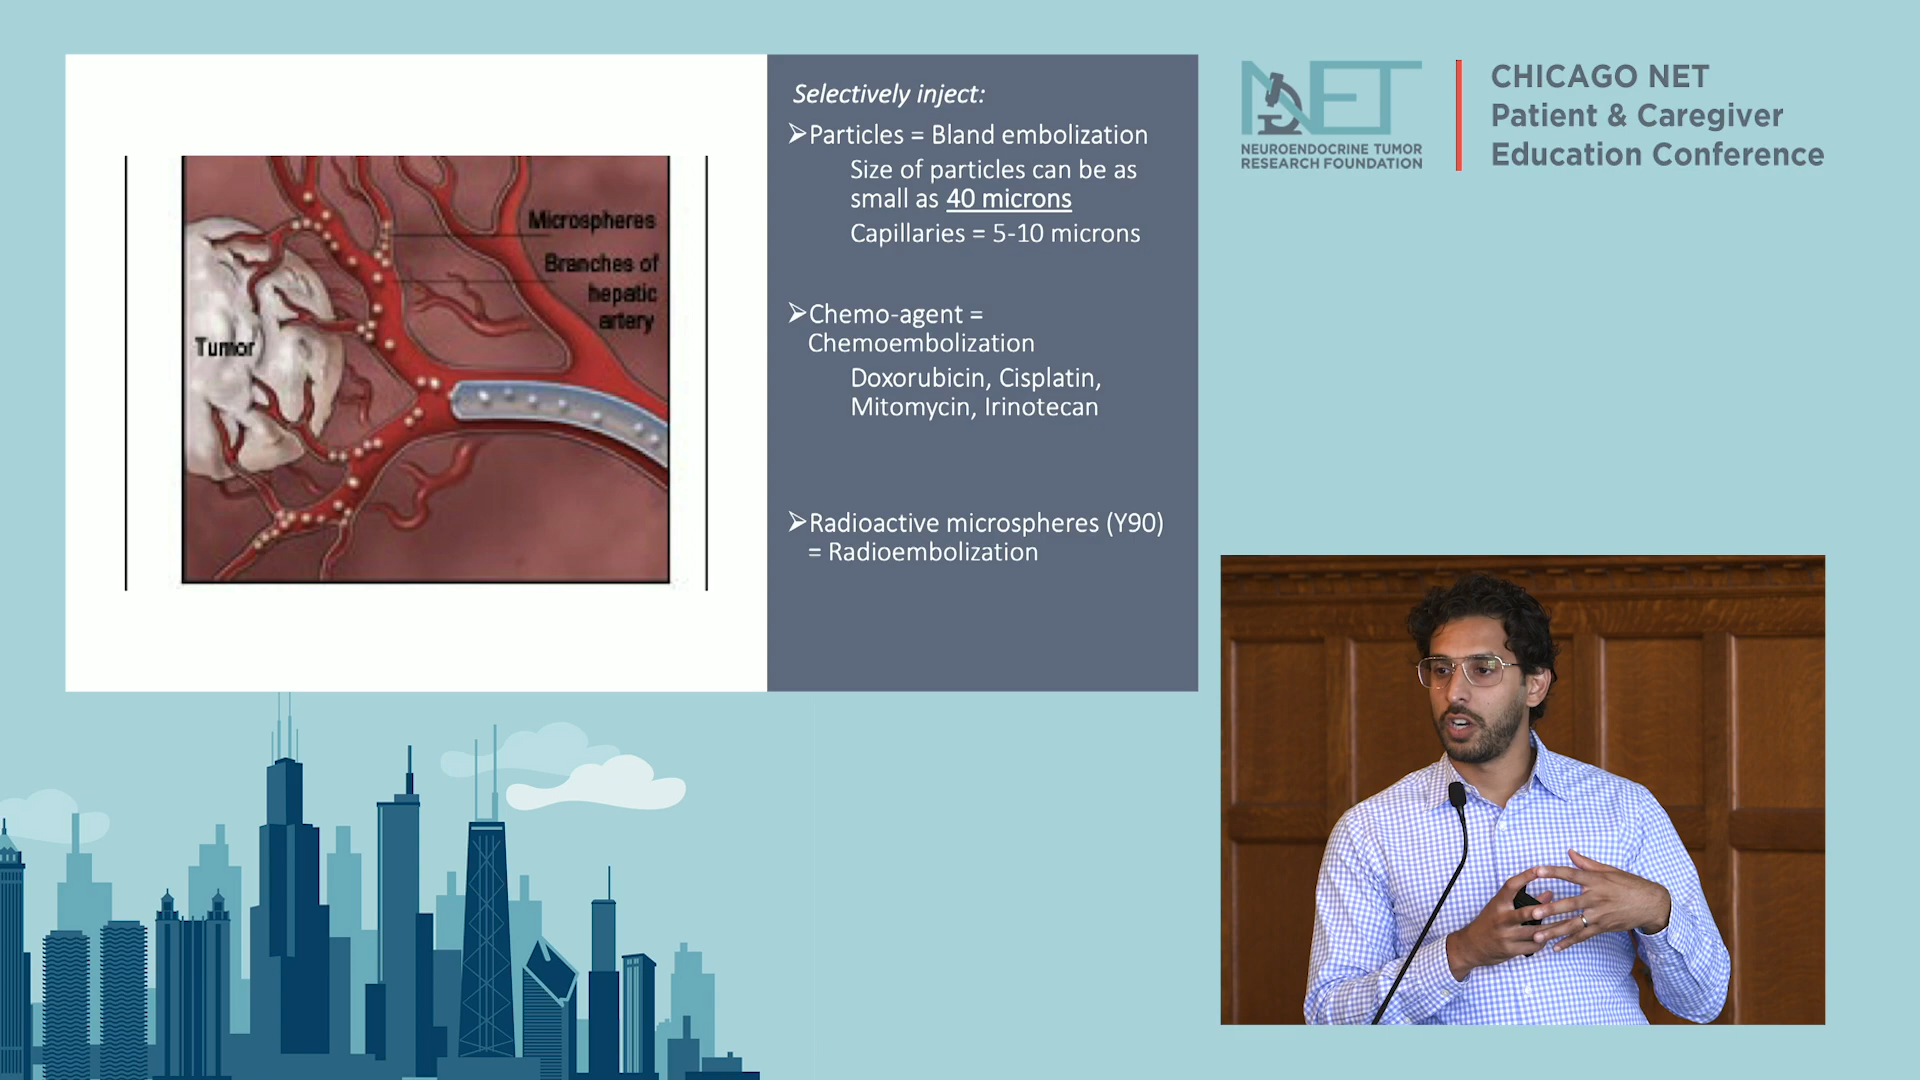 Selectively inject:
➢Particles = Bland embolization
Size of particles can be as
small as 40 microns
Capillaries = 5-10 microns
➢Chemo-agent =
Chemoembolization
Doxorubicin, Cisplatin,
Mitomycin, Irinotecan
➢Radioactive microspheres (Y90)
= Radioembolization
Microspheres
Branches of
hepatic
artery
Tumor
NET
NEUROENDOCRINE TUMOR
RESEARCH FOUNDATION
CHICAGO NET
Patient & Caregiver
Education Conference